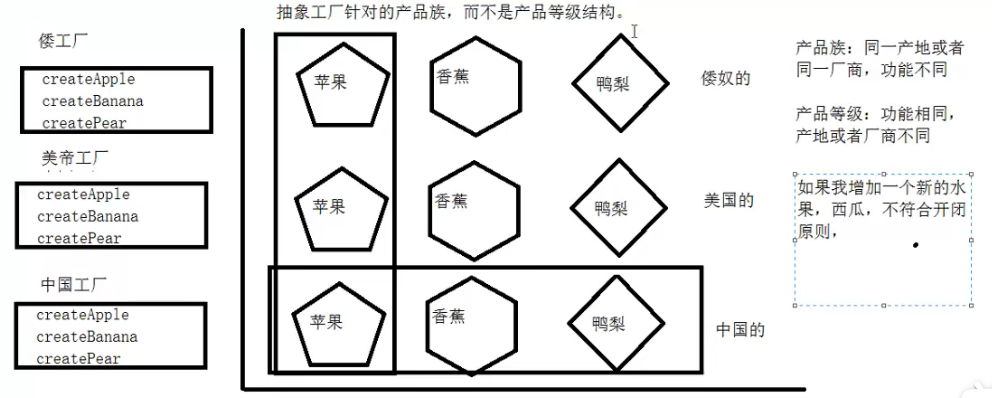 抽象工厂针对的产品族，而不是产品等级结构。
倭工厂
createApple
createBanana
createPear
美帝工厂
createApple
createBanana
createPear
中国工厂
createApple
createBanana
createPear
苹果
香蕉
鸭梨
倭奴的
苹果
香蕉
鸭梨
美国的
苹果
香蕉
鸭梨
中国的
产品族：同一产地或者
同一厂商，功能不同
产品等级：功能相同，
产地或者厂商不同
如果我增加一个新的水
果，西瓜，不符合开闭
原则，